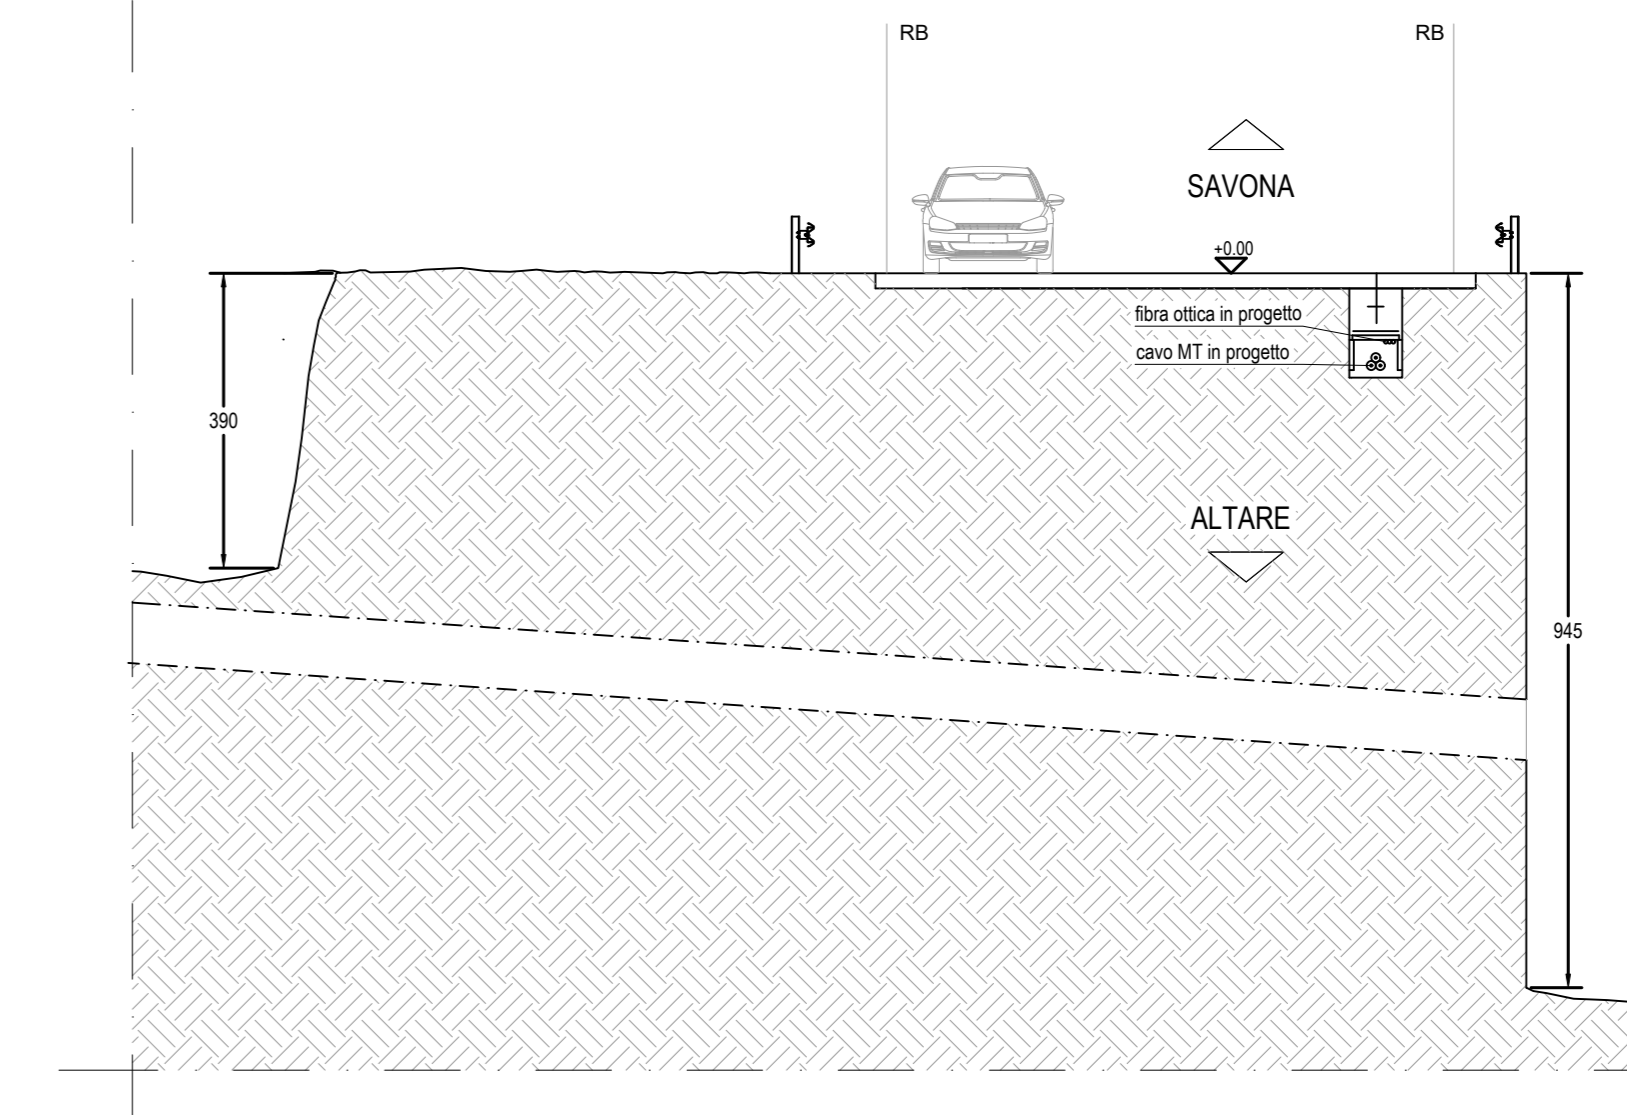 RB
RB
SAVONA
+0.00
fibra ottica in progetto
cavo MT in progetto
390
ALTARE
945